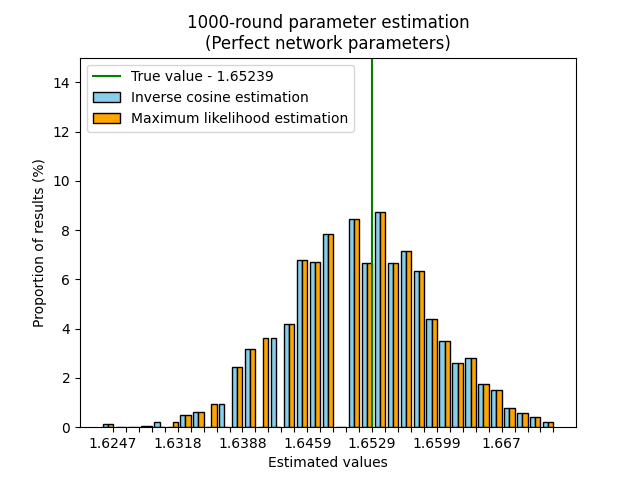 1000-round parameter estimation
(Perfect network parameters)
True value - 1.65239
Inverse cosine estimation
Maximum likelihood estimation
Proportion of results (%)
14
12
10
8
6
4
2
0
1.6247 1.6318 1.6388 1.6459 1.6529 1.6599 1.667
Estimated values